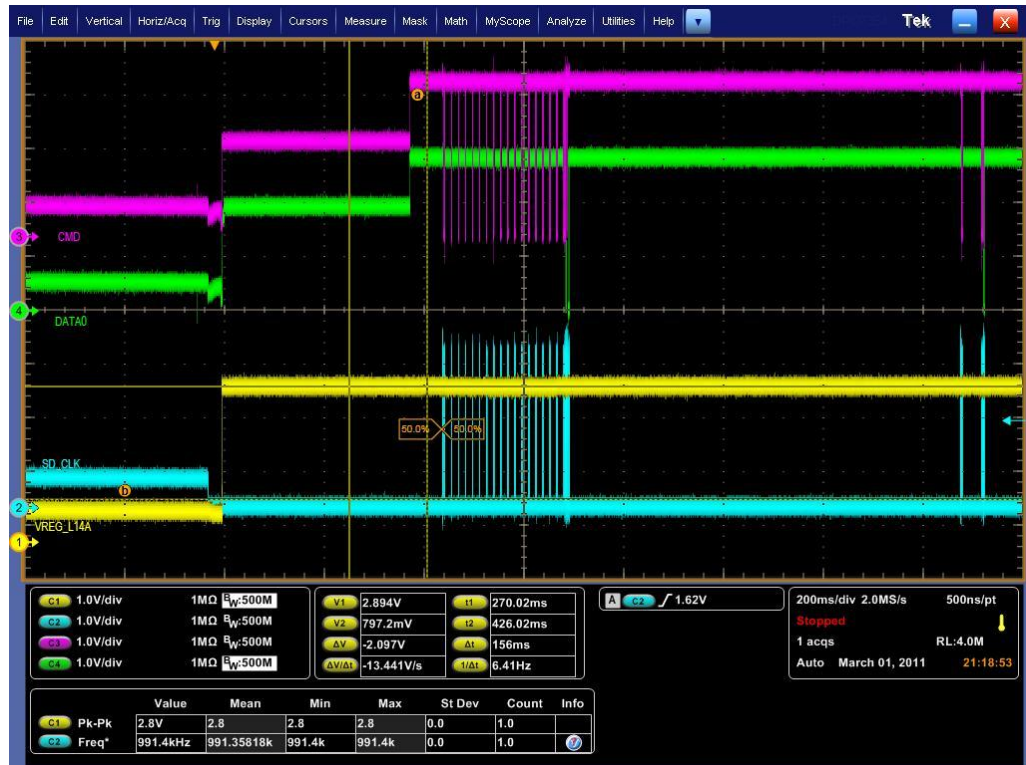 File Edit Vertical Horiz/Acq Trig Display Cursors Measure Mask Math MyScope Analyze Utilities Help Tek X
a
3 CMD
4
DATA0
50.0% 50.0%
SD_CLK
b
2
VREG_L14A
1
C1 1.0V/div 1MΩ BW:500M
C2 1.0V/div 1MΩ BW:500M
C3 1.0V/div 1MΩ BW:500M
C4 1.0V/div 1MΩ BW:500M
V1 2.894V t1 270.02ms
V2 797.2mV t2 426.02ms
ΔV -2.097V Δt 156ms
ΔV/Δt -13.441V/s 1/Δt 6.41Hz
A C2 1.62V
200ms/div 2.0MS/s 500ns/pt
Stopped
1 acqs RL:4.0M
Auto March 01, 2011 21:18:53
Value Mean Min Max St Dev Count Info
C1 Pk-Pk 2.8V 2.8 2.8 2.8 0.0 1.0
C2 Freq* 991.4kHz 991.35818k 991.4k 991.4k 0.0 1.0